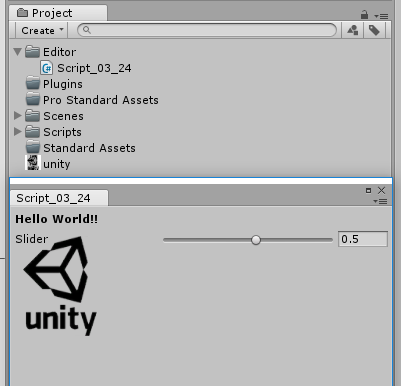 Project
Create
Editor
Script_03_24
Plugins
Pro Standard Assets
Scenes
Scripts
Standard Assets
unity
Script_03_24
Hello World!!
Slider 0.5
unity